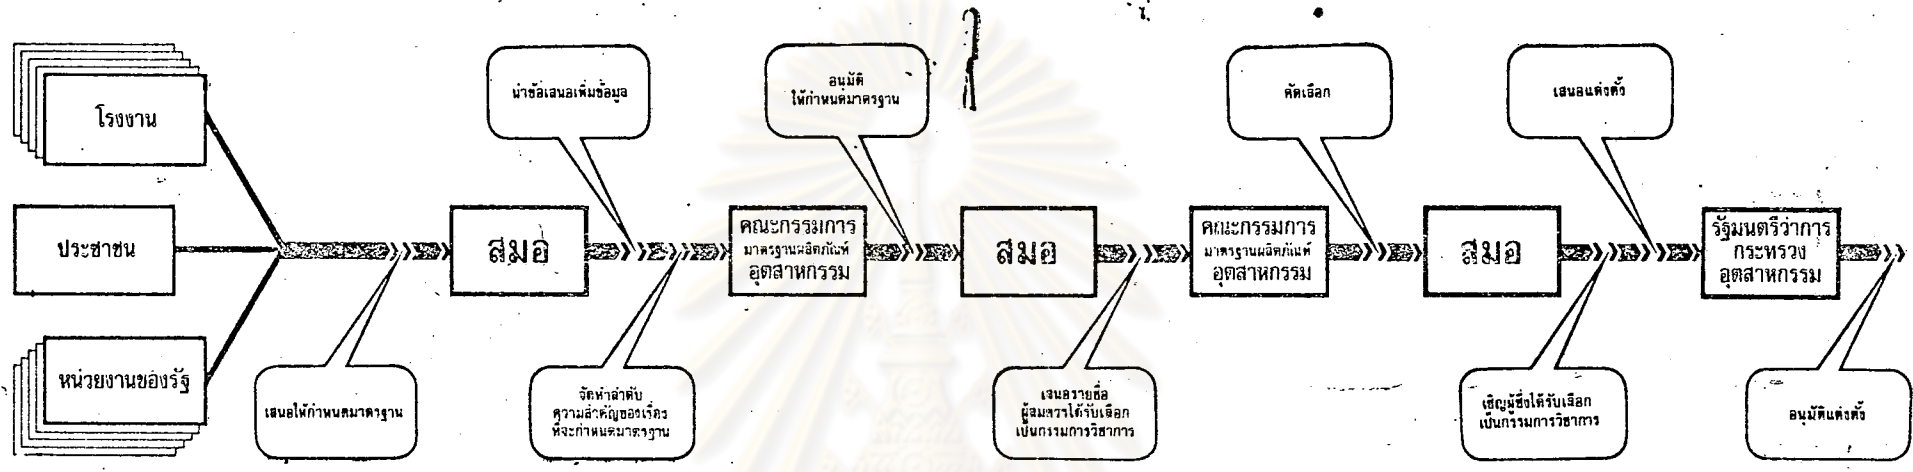 โรงงาน
ประชาชน
หน่วยงานของรัฐ
เสนอให้กำหนดมาตรฐาน
สมอ
นำข้อเสนอเพิ่มข้อมูล
จัดทำลำดับ
ความสำคัญของเรื่อง
ที่จะกำหนดมาตรฐาน
คณะกรรมการ
มาตรฐานผลิตภัณฑ์
อุตสาหกรรม
อนุมัติ
ให้กำหนดมาตรฐาน
สมอ
เสนอรายชื่อ
ผู้สมควรได้รับเลือก
เป็นกรรมการวิชาการ
คณะกรรมการ
มาตรฐานผลิตภัณฑ์
อุตสาหกรรม
คัดเลือก
สมอ
เชิญผู้ซึ่งได้รับเลือก
เป็นกรรมการวิชาการ
เสนอแต่งตั้ง
รัฐมนตรีว่าการ
กระทรวง
อุตสาหกรรม
อนุมัติแต่งตั้ง